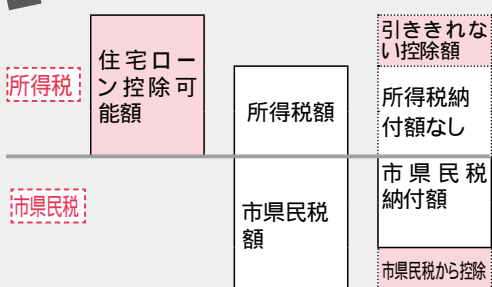 所得税
住宅ロー
ン控除可
能額
所得税額
引ききれな
い控除額
所得税納
付額なし
市県民税
市県民税
額
市県民税
納付額
市県民税から控除